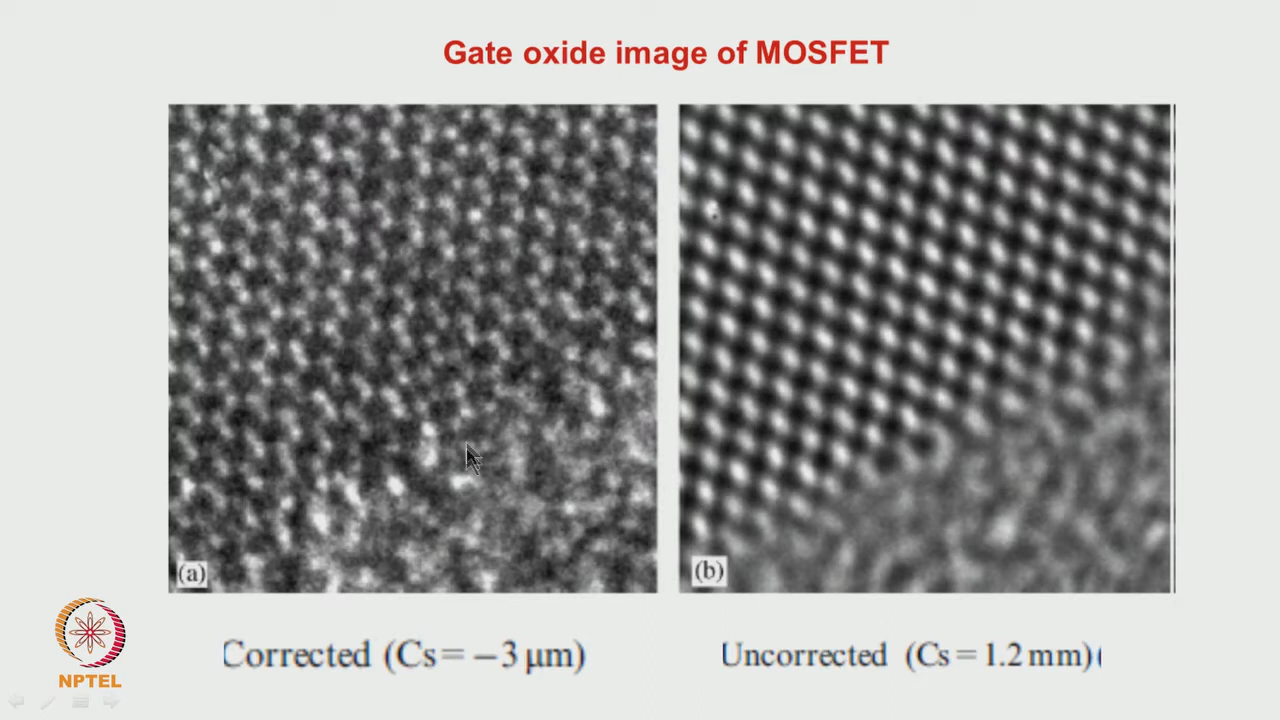 Gate oxide image of MOSFET
(a)
(b)
Corrected (Cs = −3 μm)
Uncorrected (Cs = 1.2 mm)(
NPTEL